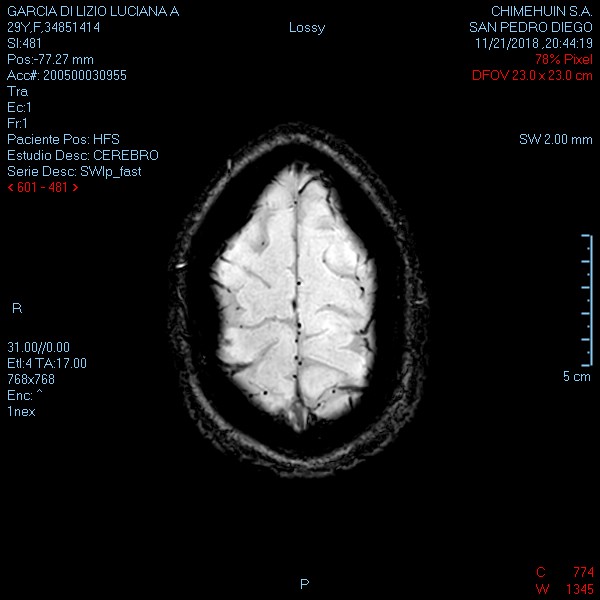 GARCIA DI LIZIO LUCIANA A
29Y,F,34851414
SI:481
Pos:-77.27 mm
Acc#: 200500030955
Tra
Ec:1
Fr:1
Paciente Pos: HFS
Estudio Desc: CEREBRO
Serie Desc: SWIp_fast
< 601 - 481 >
Lossy
CHIMEHUIN S.A.
SAN PEDRO DIEGO
11/21/2018 ,20:44:19
78% Pixel
DFOV 23.0 x 23.0 cm
SW 2.00 mm
R
31.00//0.00
Etl:4 TA:17.00
768x768
Enc: ^
1nex
5 cm
P
C 774
W 1345